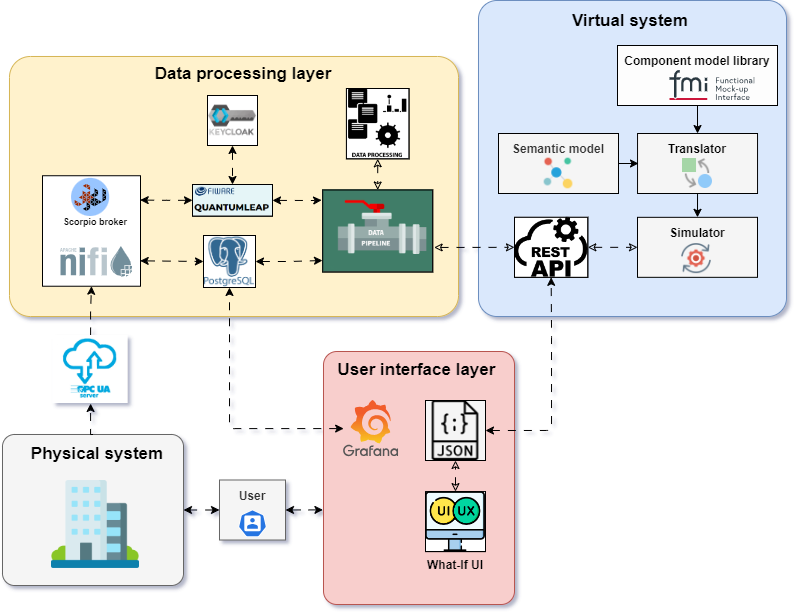 Virtual system
Component model library
fmi Functional
Mock-up
Interface
Data processing layer
KEYCLOAK
DATA PROCESSING
Semantic model
Translator
Scorpio broker
FIWARE
QUANTUMLEAP
DATA
PIPELINE
APACHE
nifi
PostgreSQL
REST
API
Simulator
OPC UA
server
User interface layer
Grafana
{;}
JSON
Physical system
User
UI UX
What-If UI